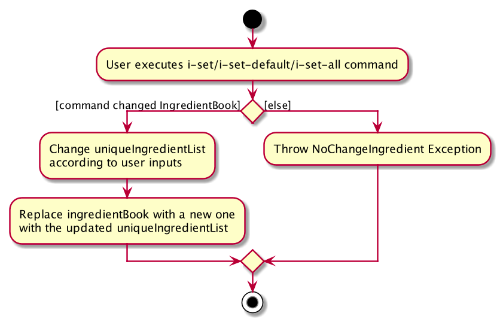 User executes i-set/i-set-default/i-set-all command
[command changed IngredientBook]
[else]
Change uniqueIngredientList
according to user inputs
Throw NoChangeIngredient Exception
Replace ingredientBook with a new one
with the updated uniqueIngredientList